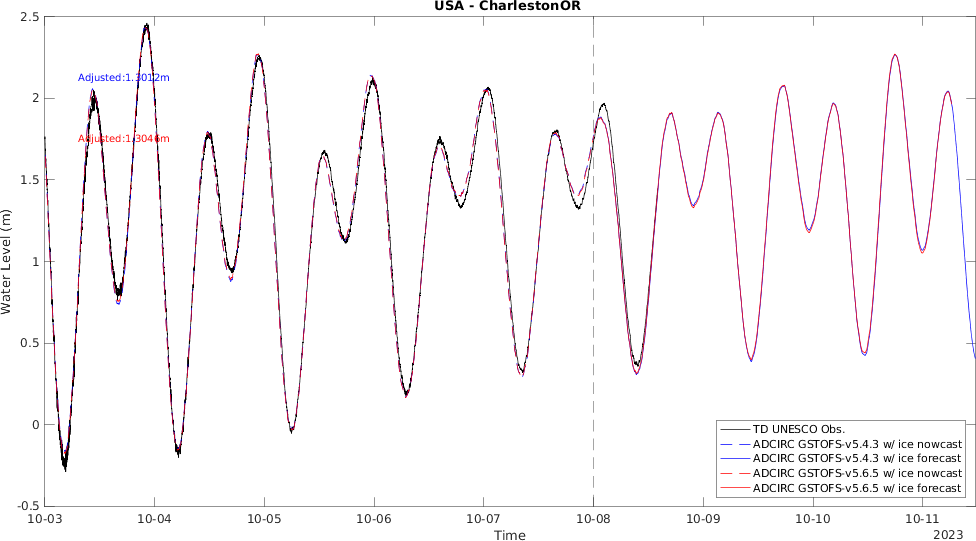 USA - CharlestonOR
2.5
2
1.5
1
0.5
0
-0.5
Water Level (m)
Adjusted:1.3012m
Adjusted:1.3046m
TD UNESCO Obs.
ADCIRC GSTOFS-v5.4.3 w/ ice nowcast
ADCIRC GSTOFS-v5.4.3 w/ ice forecast
ADCIRC GSTOFS-v5.6.5 w/ ice nowcast
ADCIRC GSTOFS-v5.6.5 w/ ice forecast
10-03 10-04 10-05 10-06 10-07 10-08 10-09 10-10 10-11
Time
2023